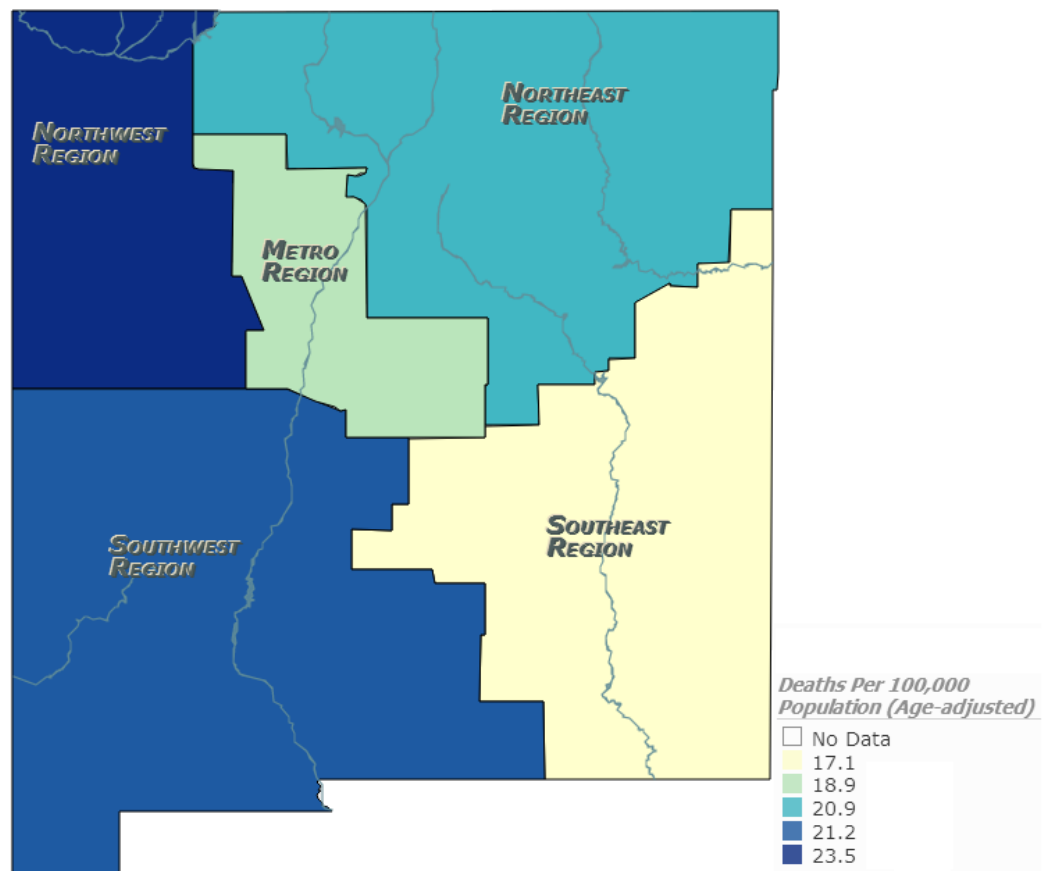 NORTHWEST
REGION
NORTHEAST
REGION
METRO
REGION
SOUTHWEST
REGION
SOUTHEAST
REGION
Deaths Per 100,000
Population (Age-adjusted)
No Data
17.1
18.9
20.9
21.2
23.5